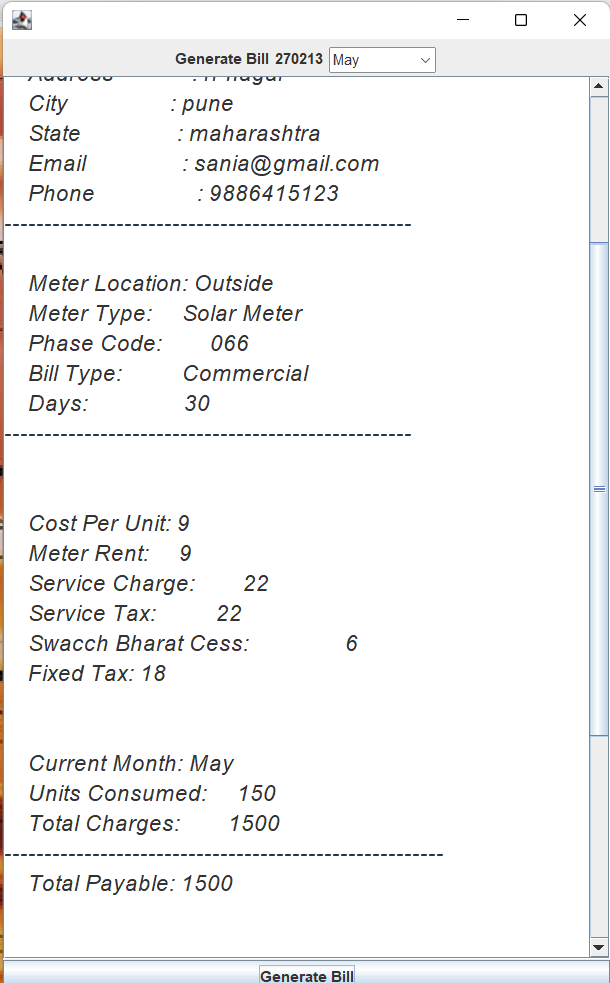 Generate Bill 270213 May
City : pune
State : maharashtra
Email : sania@gmail.com
Phone : 9886415123
---------------------------------------------------
Meter Location: Outside
Meter Type: Solar Meter
Phase Code: 066
Bill Type: Commercial
Days: 30
---------------------------------------------------
Cost Per Unit: 9
Meter Rent: 9
Service Charge: 22
Service Tax: 22
Swacch Bharat Cess: 6
Fixed Tax: 18
Current Month: May
Units Consumed: 150
Total Charges: 1500
-------------------------------------------------------
Total Payable: 1500
Generate Bill